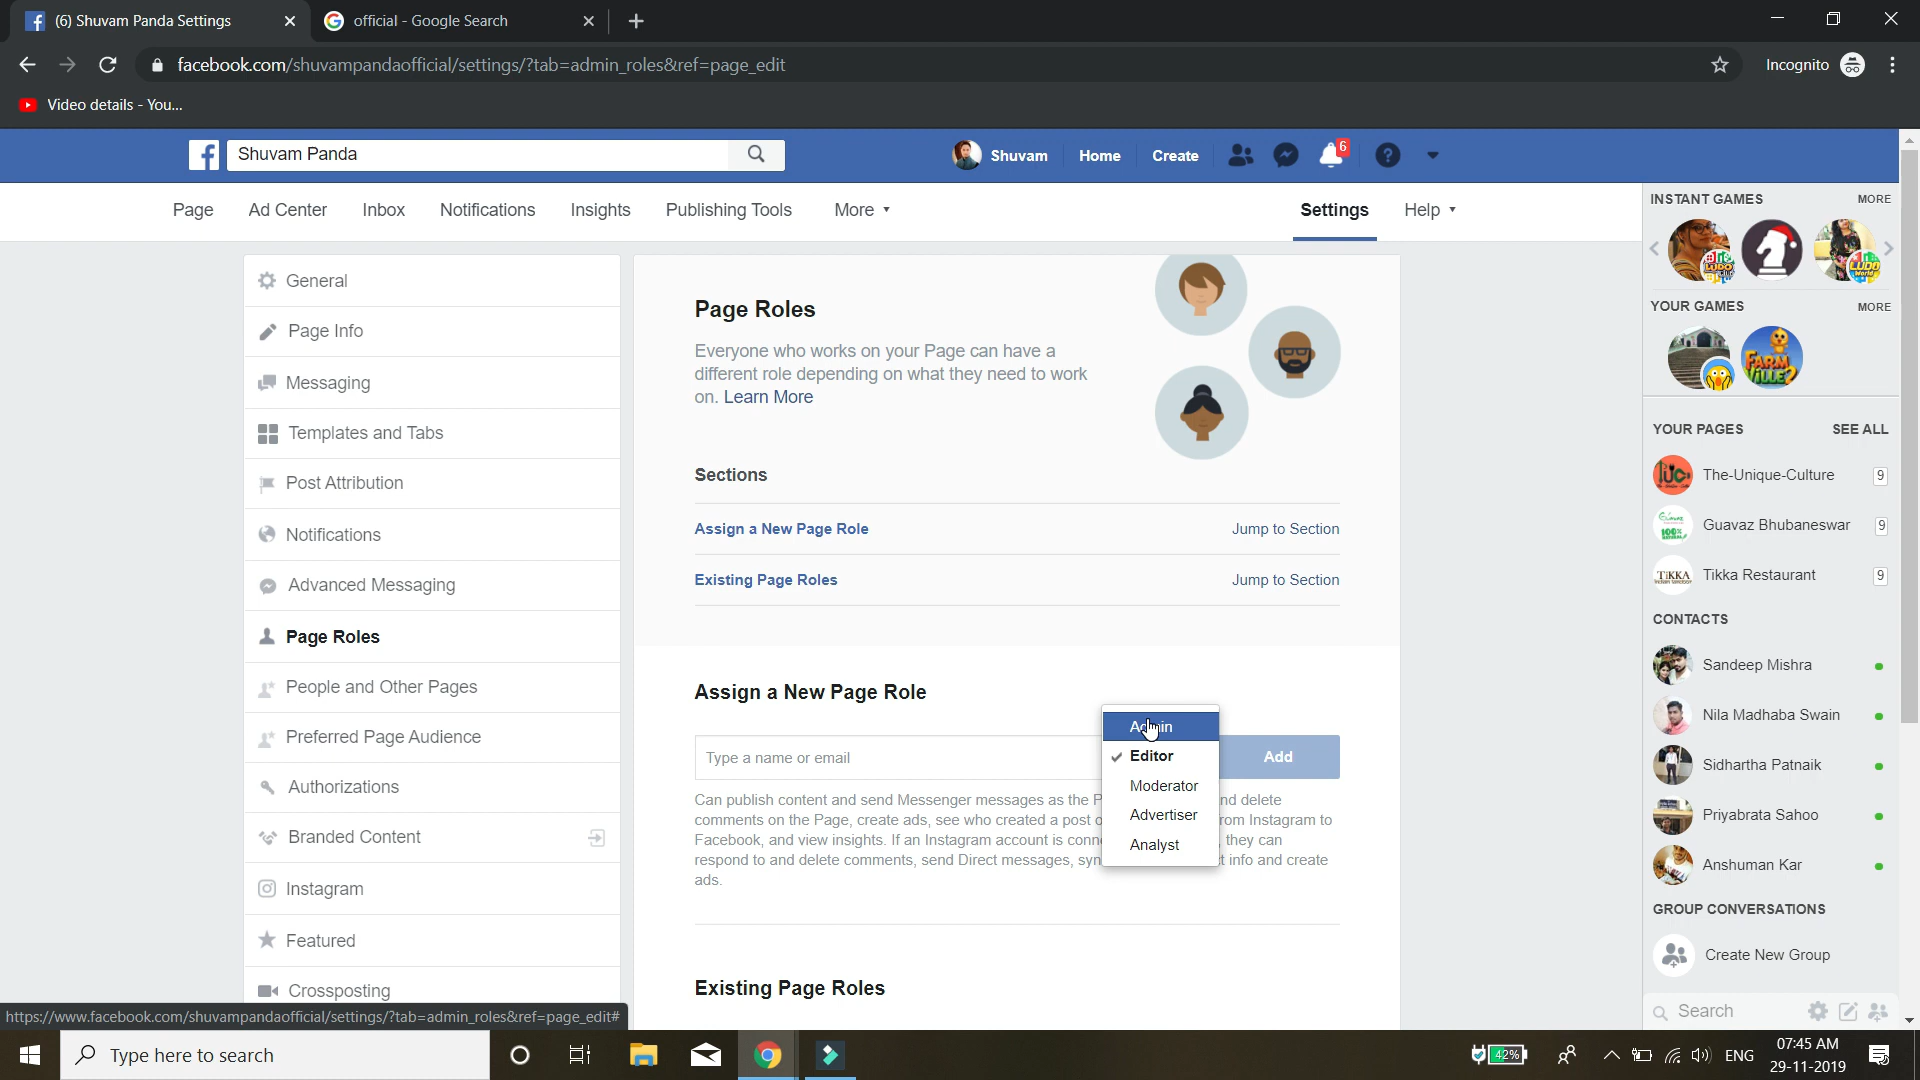 (6) Shuvam Panda Settings
official - Google Search
facebook.com/shuvampandaofficial/settings/?tab=admin_roles&ref=page_edit
Incognito
Video details - You...
Shuvam Panda
Shuvam
Home
Create
6
Page
Ad Center
Inbox
Notifications
Insights
Publishing Tools
More
Settings
Help
General
Page Info
Messaging
Templates and Tabs
Post Attribution
Notifications
Advanced Messaging
Page Roles
People and Other Pages
Preferred Page Audience
Authorizations
Branded Content
Instagram
Featured
Crossposting
Page Roles
Everyone who works on your Page can have a
different role depending on what they need to work
on. Learn More
Sections
Assign a New Page Role
Jump to Section
Existing Page Roles
Jump to Section
Assign a New Page Role
Type a name or email
Add
Admin
Editor
Moderator
Advertiser
Analyst
Can publish content and send Messenger messages as the P nd delete
comments on the Page, create ads, see who created a post o rom Instagram to
Facebook, and view insights. If an Instagram account is conn they can
respond to and delete comments, send Direct messages, syn t info and create
ads.
Existing Page Roles
INSTANT GAMES
MORE
YOUR GAMES
MORE
YOUR PAGES
SEE ALL
The-Unique-Culture
9
Guavaz Bhubaneswar
9
Tikka Restaurant
9
CONTACTS
Sandeep Mishra
Nila Madhaba Swain
Sidhartha Patnaik
Priyabrata Sahoo
Anshuman Kar
GROUP CONVERSATIONS
Create New Group
Search
https://www.facebook.com/shuvampandaofficial/settings/?tab=admin_roles&ref=page_edit#
Type here to search
42%
ENG
07:45 AM
29-11-2019